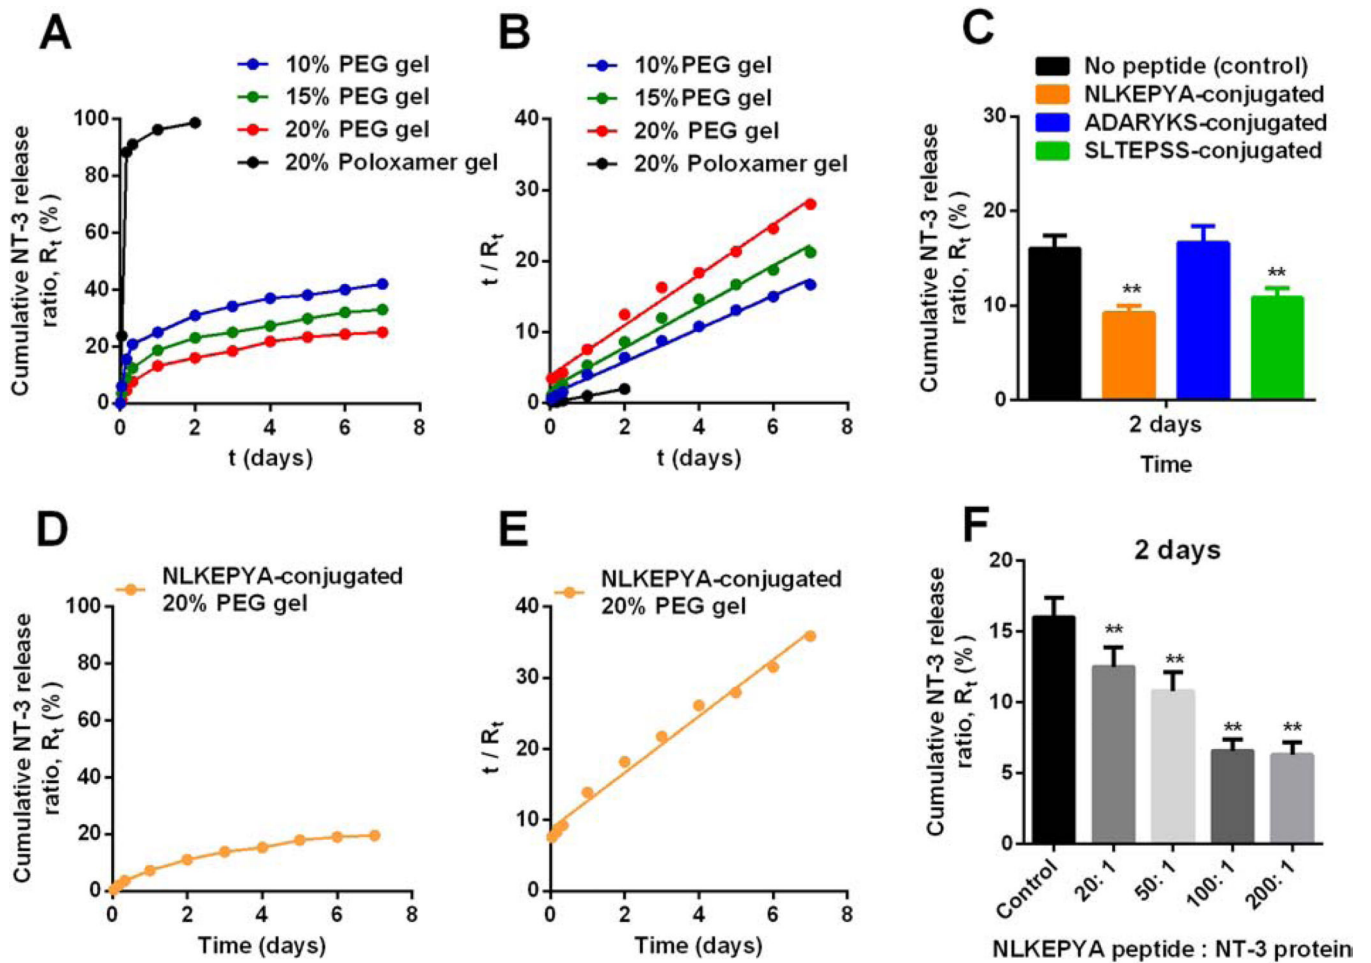 A
10% PEG gel
15% PEG gel
20% PEG gel
20% Poloxamer gel
Cumulative NT-3 release
ratio, Rt (%)
100
80
60
40
20
0
0 2 4 6 8
t (days)
B
10%PEG gel
15%PEG gel
20% PEG gel
20% Poloxamer gel
t / Rt
40
30
20
10
0
0 2 4 6 8
t (days)
C
No peptide (control)
NLKEPYA-conjugated
ADARYKS-conjugated
SLTEPSS-conjugated
Cumulative NT-3 release
ratio, Rt (%)
30
20
10
0
**
**
2 days
Time
D
NLKEPYA-conjugated
20% PEG gel
Cumulative NT-3 release
ratio, Rt (%)
100
80
60
40
20
0
0 2 4 6 8
Time (days)
E
NLKEPYA-conjugated
20% PEG gel
t / Rt
40
30
20
10
0
0 2 4 6 8
Time (days)
F
2 days
Cumulative NT-3 release
ratio, Rt (%)
20
15
10
5
0
**
**
**
**
Control
20: 1
50: 1
100: 1
200: 1
NLKEPYA peptide : NT-3 protein